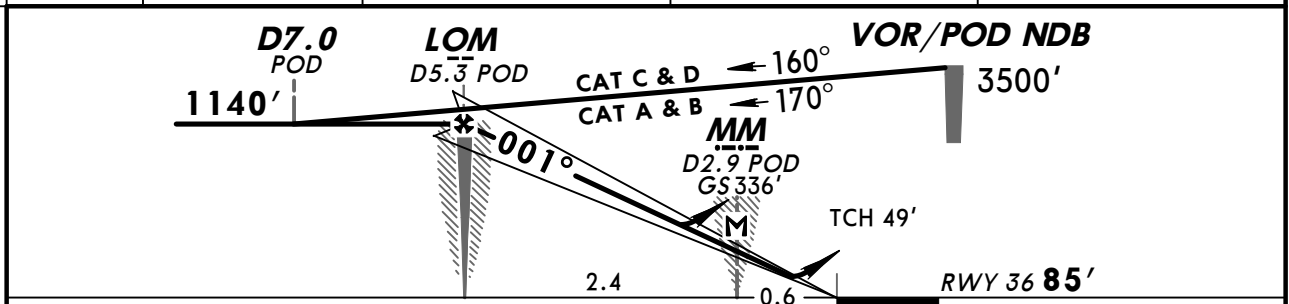 D7.0
POD
LOM
D5.3 POD
VOR/POD NDB
3500'
CAT C & D
160°
CAT A & B
170°
1140'
001°
MM
D2.9 POD
GS 336'
M
TCH 49'
2.4
0.6
RWY 36 85'